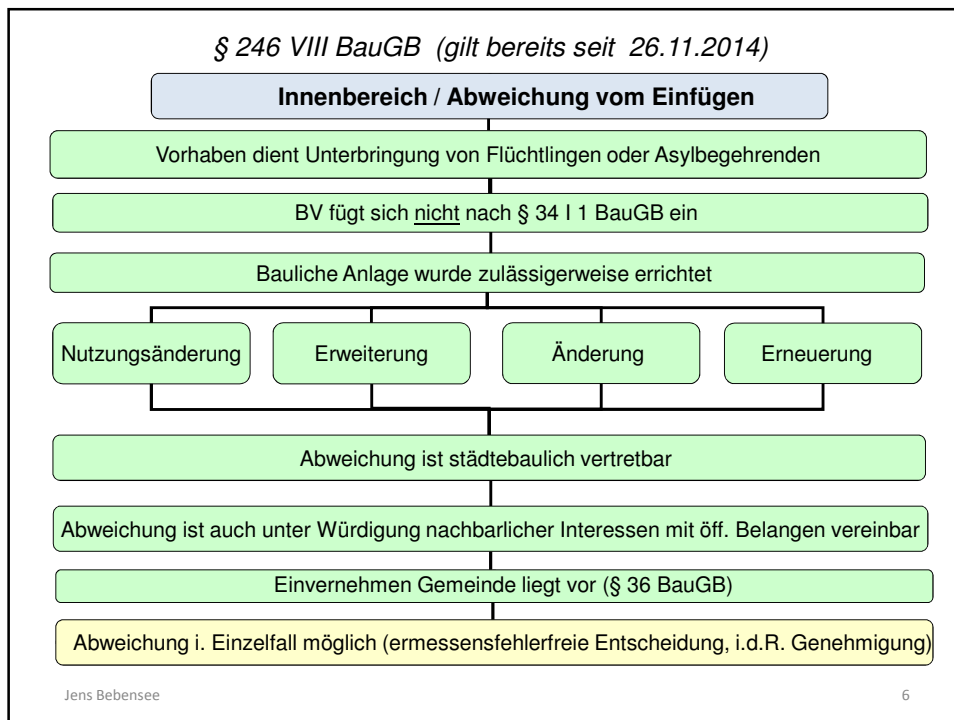 § 246 VIII BauGB (gilt bereits seit 26.11.2014)
Innenbereich / Abweichung vom Einfügen
Vorhaben dient Unterbringung von Flüchtlingen oder Asylbegehrenden
BV fügt sich nicht nach § 34 I 1 BauGB ein
Bauliche Anlage wurde zulässigerweise errichtet
Nutzungsänderung
Erweiterung
Änderung
Erneuerung
Abweichung ist städtebaulich vertretbar
Abweichung ist auch unter Würdigung nachbarlicher Interessen mit öff. Belangen vereinbar
Einvernehmen Gemeinde liegt vor (§ 36 BauGB)
Abweichung i. Einzelfall möglich (ermessensfehlerfreie Entscheidung, i.d.R. Genehmigung)
Jens Bebensee
6